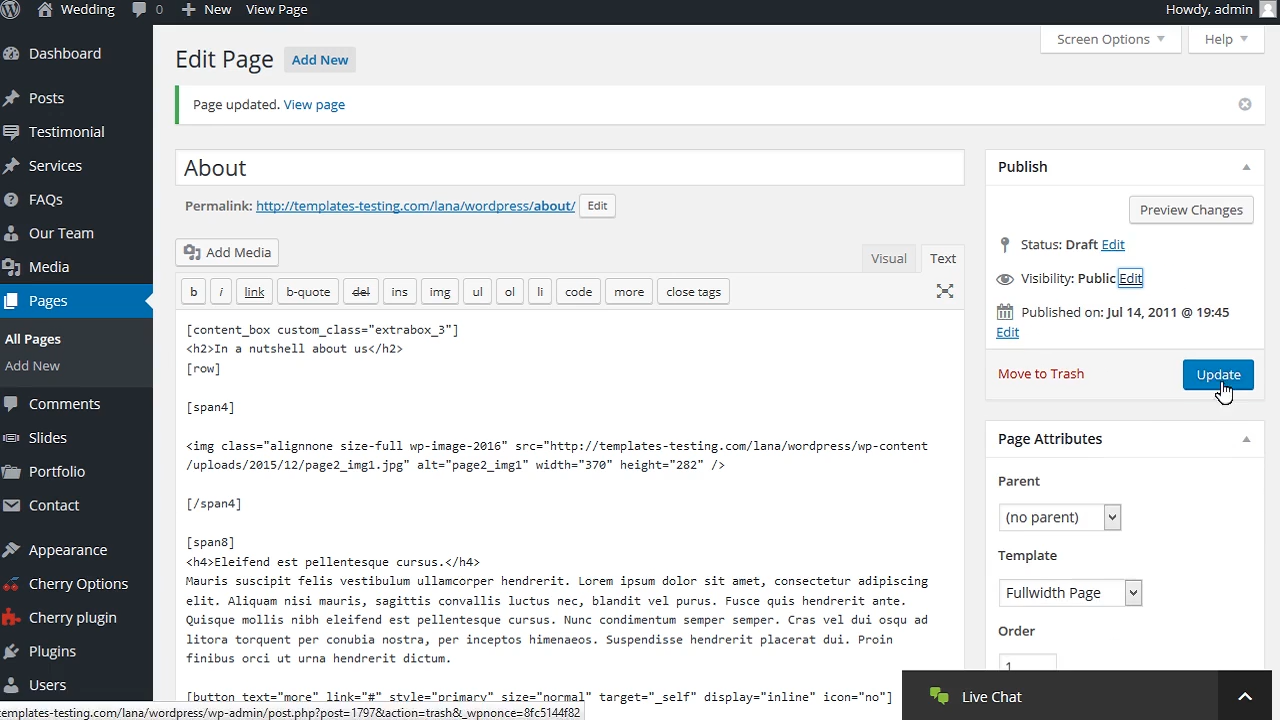 Wedding 0 New View Page Howdy, admin
Dashboard
Posts
Testimonial
Services
FAQs
Our Team
Media
Pages
All Pages
Add New
Comments
Slides
Portfolio
Contact
Appearance
Cherry Options
Cherry plugin
Plugins
Users
Screen Options Help
Edit Page Add New
Page updated. View page
About
Permalink: http://templates-testing.com/lana/wordpress/about/ Edit
Add Media
Visual Text
b i link b-quote del ins img ul ol li code more close tags
[content_box custom_class="extrabox_3"]
<h2>In a nutshell about us</h2>
[row]
[span4]
<img class="alignnone size-full wp-image-2016" src="http://templates-testing.com/lana/wordpress/wp-content
/uploads/2015/12/page2_img1.jpg" alt="page2_img1" width="370" height="282" />
[/span4]
[span8]
<h4>Eleifend est pellentesque cursus.</h4>
Mauris suscipit felis vestibulum ullamcorper hendrerit. Lorem ipsum dolor sit amet, consectetur adipiscing
elit. Aliquam nisi mauris, sagittis convallis luctus nec, blandit vel purus. Fusce quis hendrerit ante.
Quisque mollis nibh eleifend est pellentesque cursus. Nunc condimentum semper semper. Cras vel dui osqu ad
litora torquent per conubia nostra, per inceptos himenaeos. Suspendisse hendrerit placerat dui. Proin
finibus orci ut urna hendrerit dictum.
[button text="more" link="#" style="primary" size="normal" target="_self" display="inline" icon="no"]
Publish
Preview Changes
Status: Draft Edit
Visibility: Public Edit
Published on: Jul 14, 2011 @ 19:45
Edit
Move to Trash Update
Page Attributes
Parent
(no parent)
Template
Fullwidth Page
Order
1
Live Chat
templates-testing.com/lana/wordpress/wp-admin/post.php?post=1797&action=trash&_wpnonce=8fc5144f82